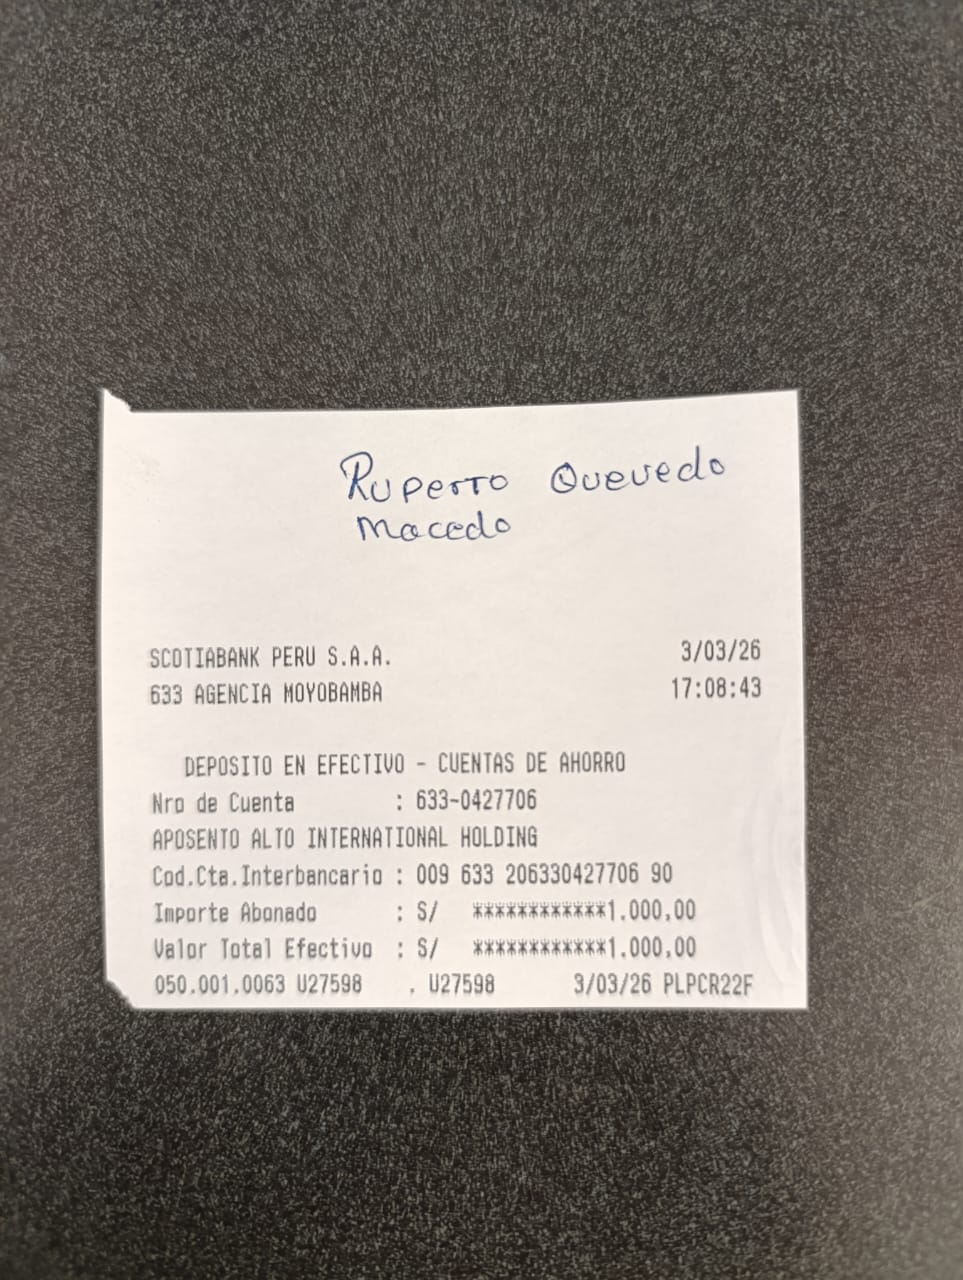 Ruperto Quevedo
Macedo
SCOTIABANK PERU S.A.A. 3/03/26
633 AGENCIA MOYOBAMBA 17:08:43
DEPOSITO EN EFECTIVO - CUENTAS DE AHORRO
Nro de Cuenta : 633-0427706
APOSENTO ALTO INTERNATIONAL HOLDING
Cod.Cta.Interbancario : 009 633 206330427706 90
Importe Abonado : S/ ************1.000,00
Valor Total Efectivo : S/ ************1.000,00
050.001.0063 U27598 . U27598 3/03/26 PLPCR22F